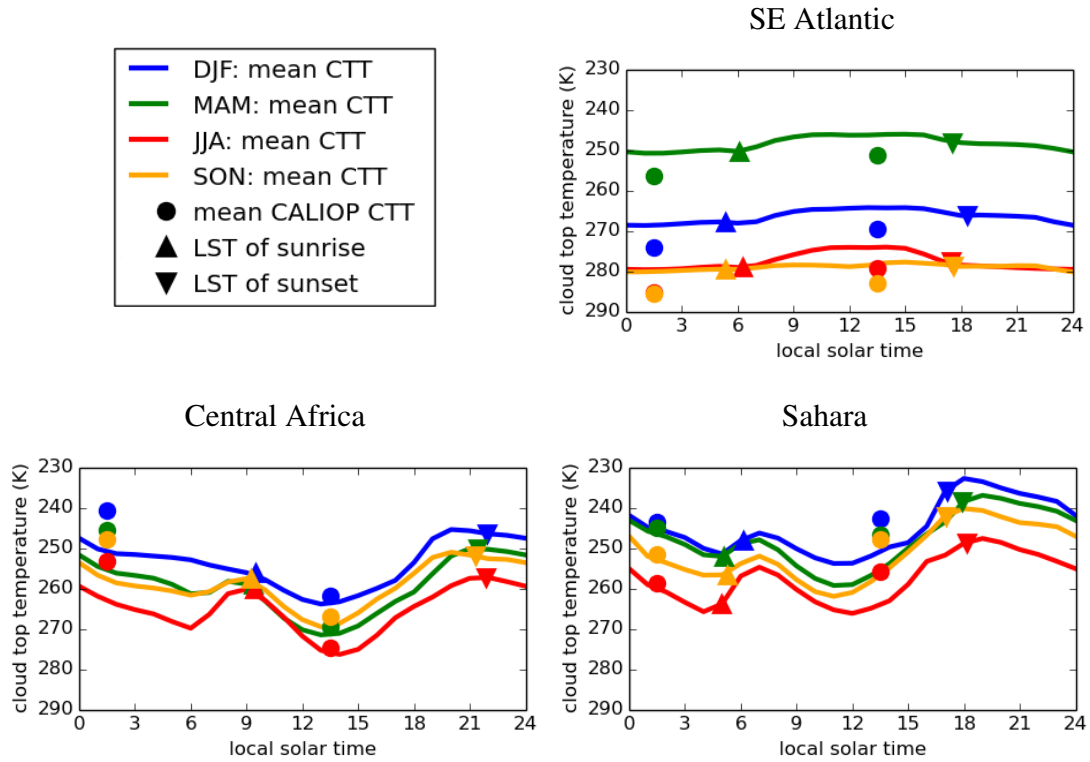 SE Atlantic
DJF: mean CTT
MAM: mean CTT
JJA: mean CTT
SON: mean CTT
mean CALIOP CTT
LST of sunrise
LST of sunset
cloud top temperature (K)
230
240
250
260
270
280
290
0 3 6 9 12 15 18 21 24
local solar time
Central Africa
cloud top temperature (K)
230
240
250
260
270
280
290
0 3 6 9 12 15 18 21 24
local solar time
Sahara
cloud top temperature (K)
230
240
250
260
270
280
290
0 3 6 9 12 15 18 21 24
local solar time